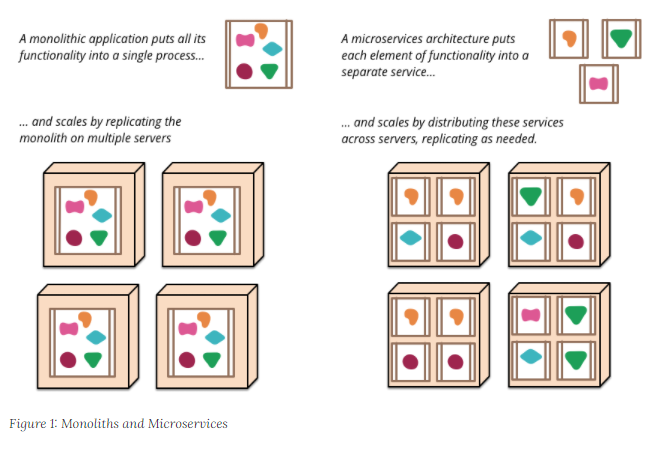 A monolithic application puts all its
functionality into a single process...
... and scales by replicating the
monolith on multiple servers
A microservices architecture puts
each element of functionality into a
separate service...
... and scales by distributing these services
across servers, replicating as needed.
Figure 1: Monoliths and Microservices